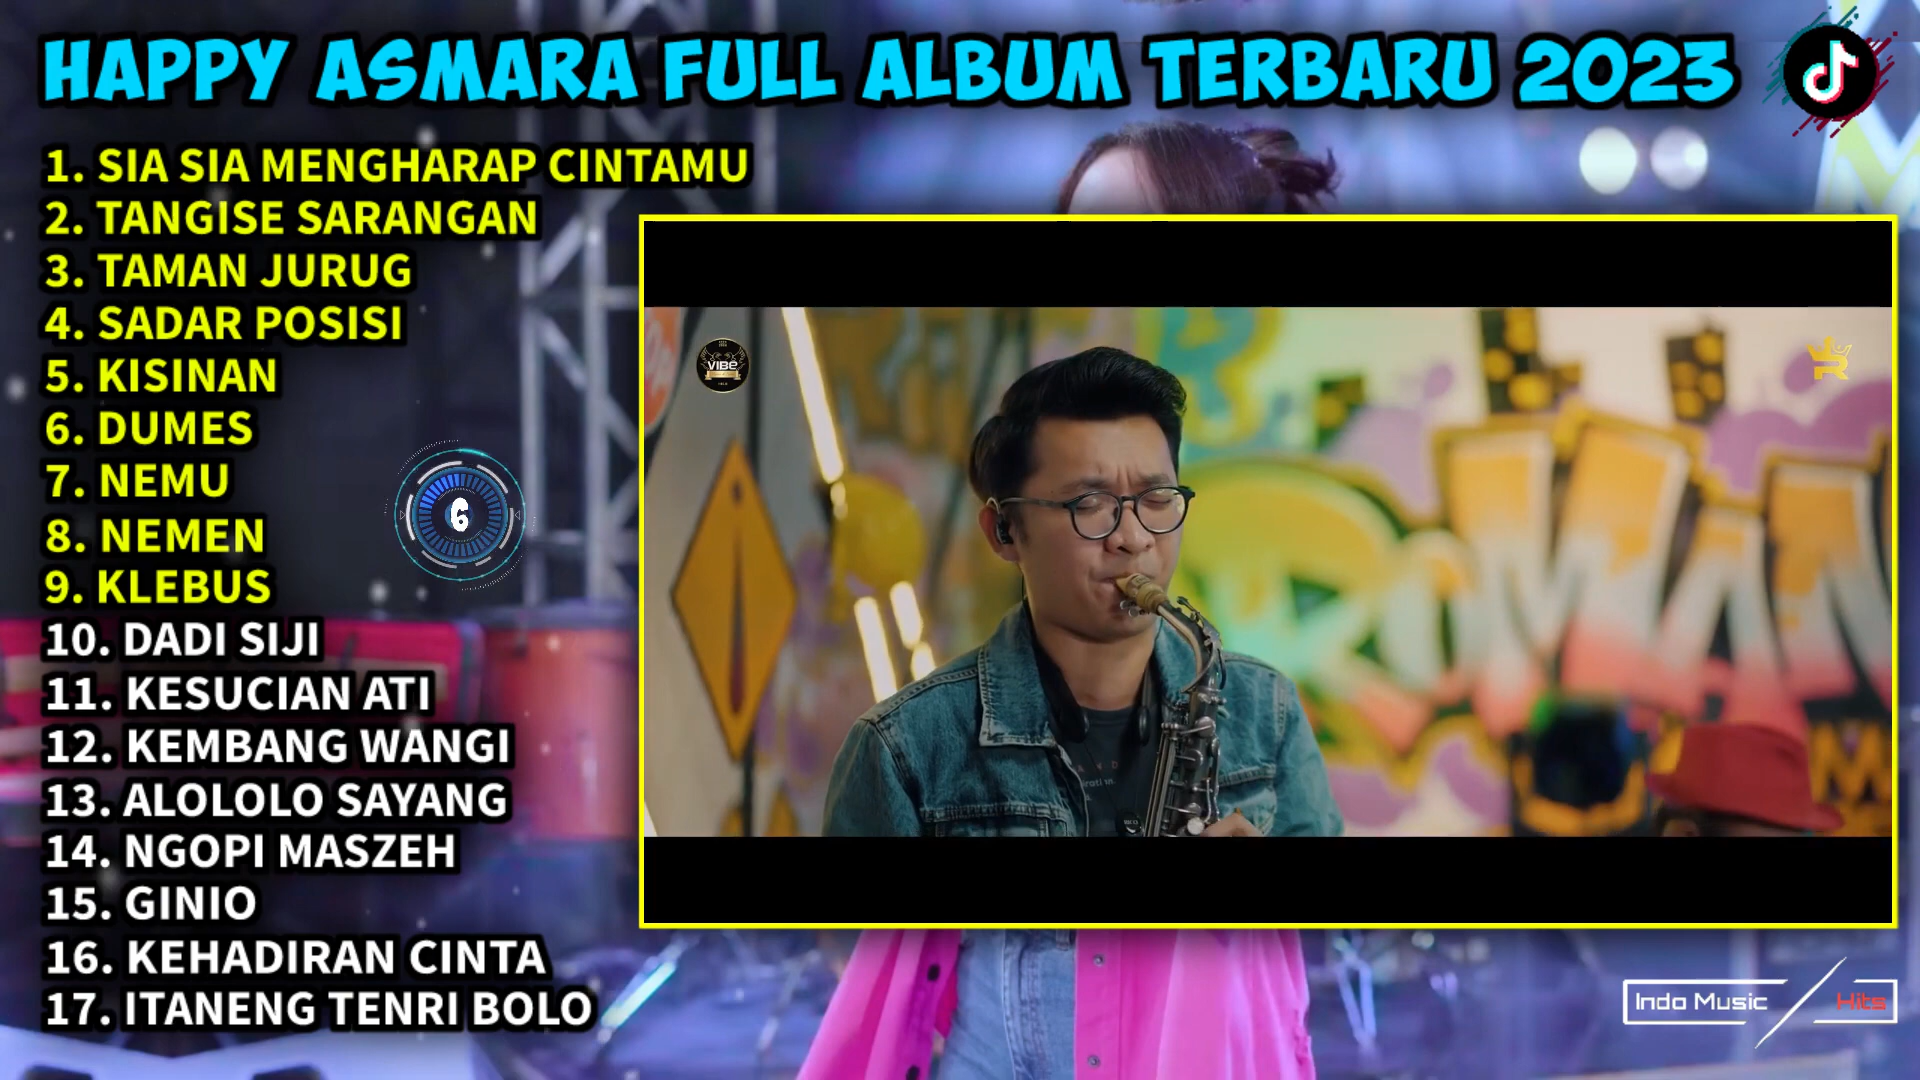 HAPPY ASMARA FULL ALBUM TERBARU 2023
1. SIA SIA MENGHARAP CINTAMU
2. TANGISE SARANGAN
3. TAMAN JURUG
4. SADAR POSISI
5. KISINAN
6. DUMES
7. NEMU
8. NEMEN
9. KLEBUS
10. DADI SIJI
11. KESUCIAN ATI
12. KEMBANG WANGI
13. ALOLOLO SAYANG
14. NGOPI MASZEH
15. GINIO
16. KEHADIRAN CINTA
17. ITANENG TENRI BOLO
6
VIBE
R
ROMAN
Indo Music Hits